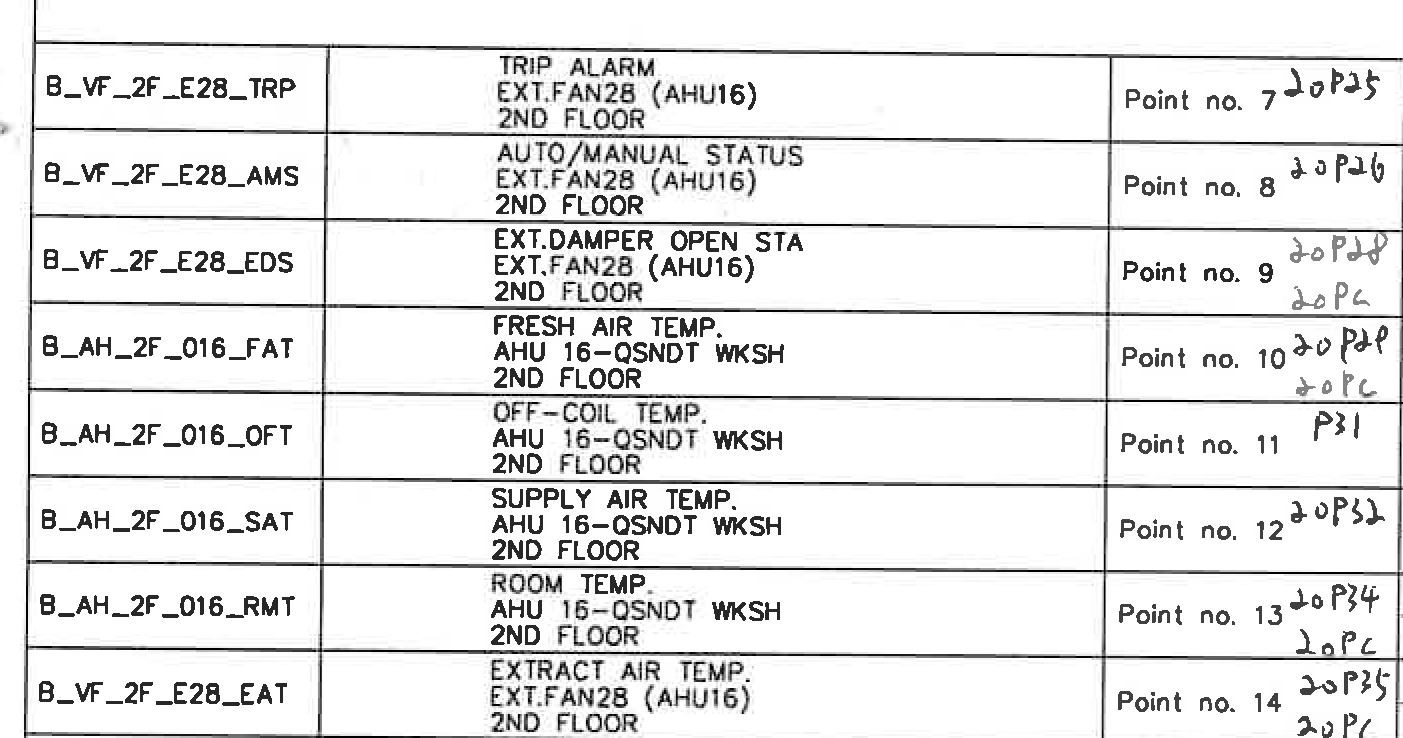 B_VF_2F_E28_TRP
TRIP ALARM
EXT.FAN28 (AHU16)
2ND FLOOR
Point no. 7 20P25
B_VF_2F_E28_AMS
AUTO/MANUAL STATUS
EXT.FAN28 (AHU16)
2ND FLOOR
Point no. 8 20P26
B_VF_2F_E28_EDS
EXT.DAMPER OPEN STA
EXT.FAN28 (AHU16)
2ND FLOOR
Point no. 9 20P28
20PC
B_AH_2F_016_FAT
FRESH AIR TEMP.
AHU 16-QSNDT WKSH
2ND FLOOR
Point no. 10
20PC
B_AH_2F_016_OFT
OFF-COIL TEMP.
AHU 16-QSNDT WKSH
2ND FLOOR
Point no. 11 P31
B_AH_2F_016_SAT
SUPPLY AIR TEMP.
AHU 16-QSNDT WKSH
2ND FLOOR
Point no. 12 20P32
B_AH_2F_016_RMT
ROOM TEMP.
AHU 16-QSNDT WKSH
2ND FLOOR
Point no. 13 20P34
20PC
B_VF_2F_E28_EAT
EXTRACT AIR TEMP.
EXT.FAN28 (AHU16)
2ND FLOOR
Point no. 14 20P35
20PC